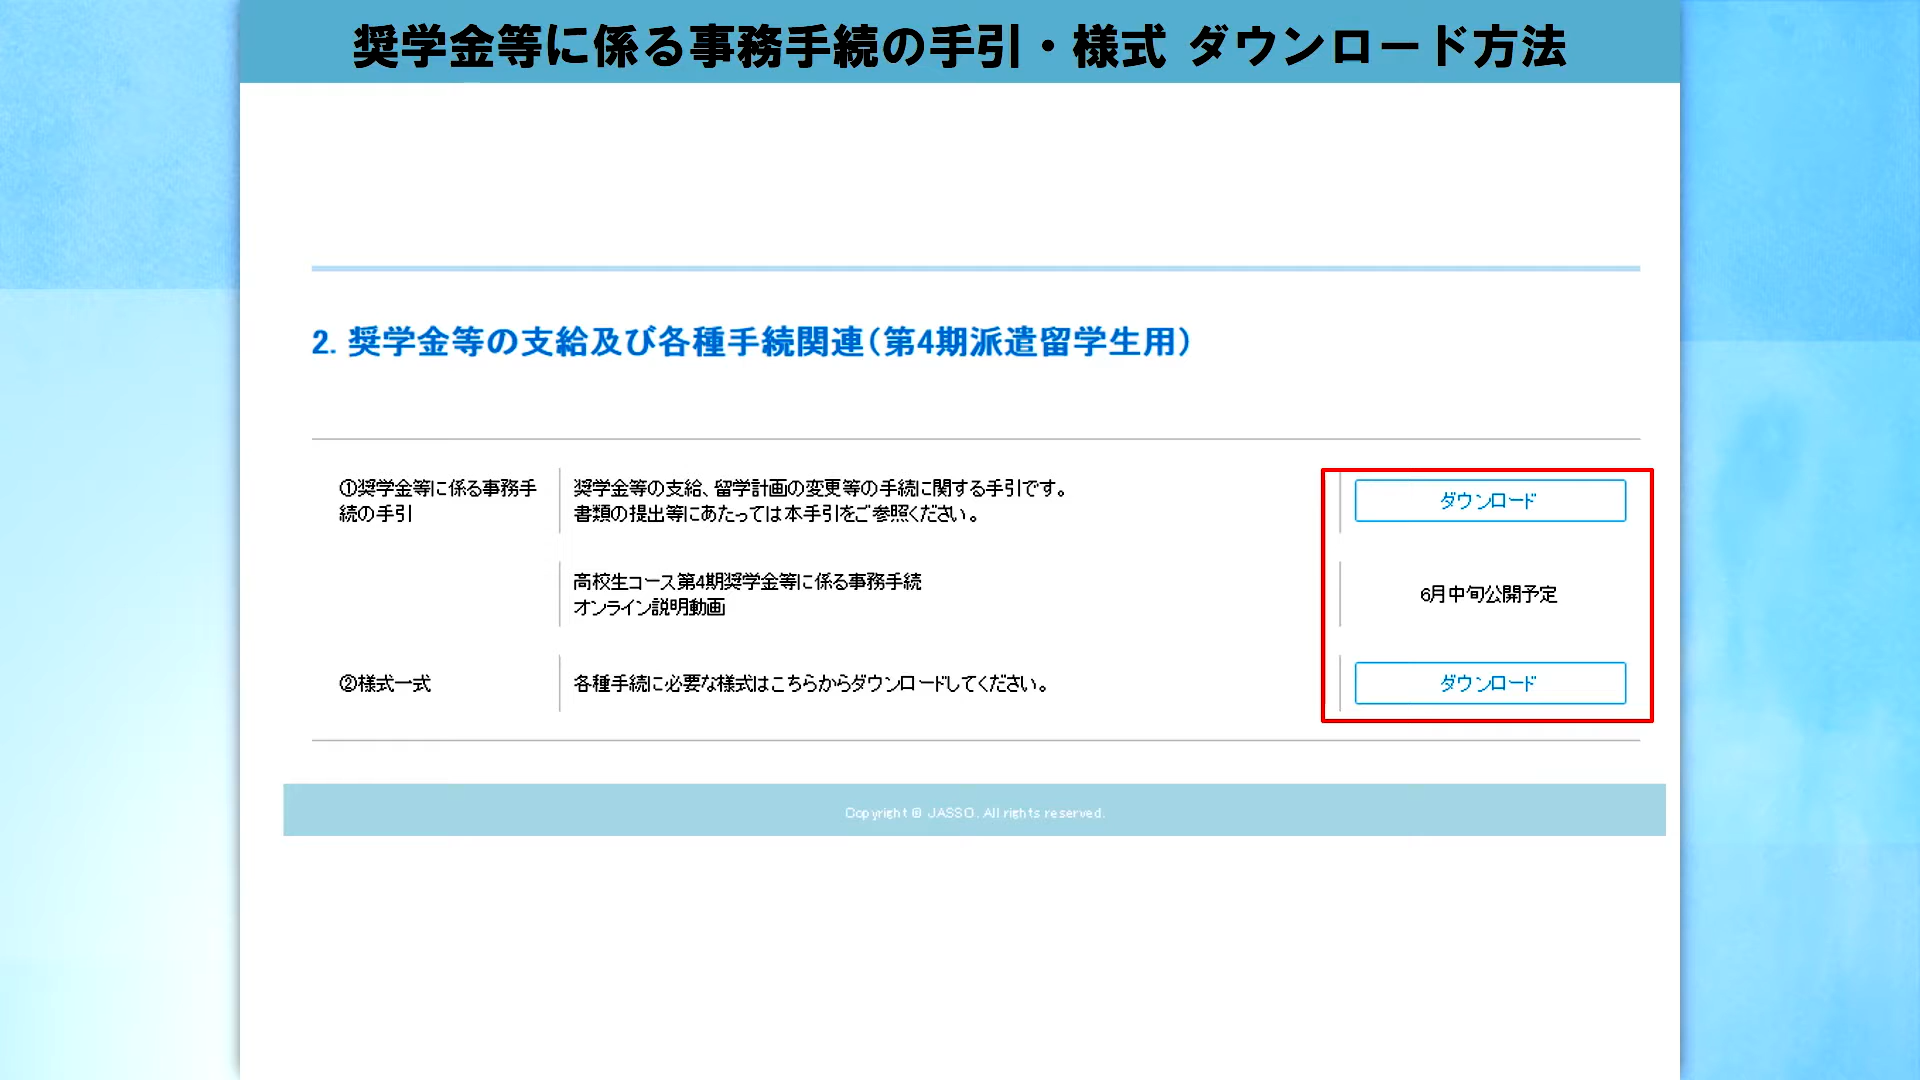 奨学金等に係る事務手続の手引・様式 ダウンロード方法
2. 奨学金等の支給及び各種手続関連（第4期派遣留学生用）
①奨学金等に係る事務手
続の手引
奨学金等の支給、留学計画の変更等の手続に関する手引です。
書類の提出等にあたっては本手引をご参照ください。
ダウンロード
高校生コース第4期奨学金等に係る事務手続
オンライン説明動画
6月中旬公開予定
②様式一式
各種手続に必要な様式はこちらからダウンロードしてください。
ダウンロード
Copyright © JASSO. All rights reserved.